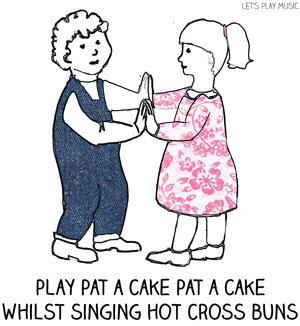 LET'S PLAY MUSIC
PLAY PAT A CAKE PAT A CAKE
WHILST SINGING HOT CROSS BUNS